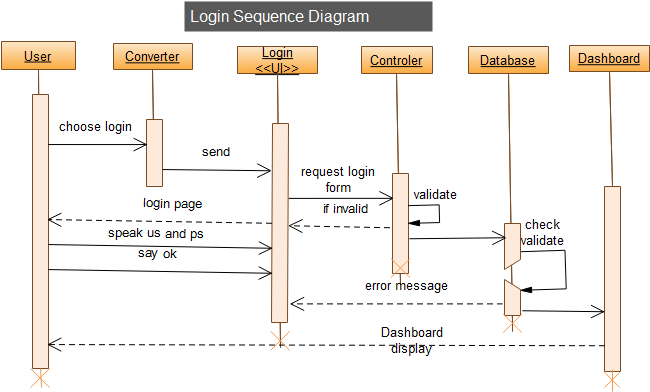 Login Sequence Diagram
User
Converter
Login
<<UI>>
Controler
Database
Dashboard
choose login
send
request login
form
validate
login page
if invalid
speak us and ps
check
validate
say ok
error message
Dashboard
display